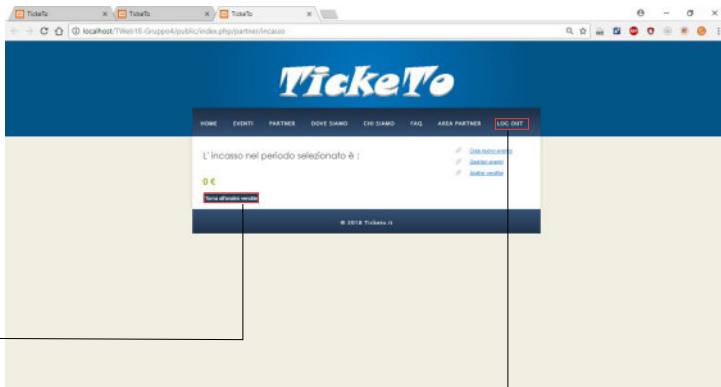 TickeTo TickeTo TickeTo
localhost/TWeb18-Gruppo4/public/index.php/partner/incasso
TickeTo
HOME EVENTI PARTNER DOVE SIAMO CHI SIAMO FAQ AREA PARTNER LOG OUT
L'incasso nel periodo selezionato è :
Crea nuovo evento
Gestisci eventi
Analisi vendite
0 €
Torna all'analisi vendite
© 2018 Ticketo.it